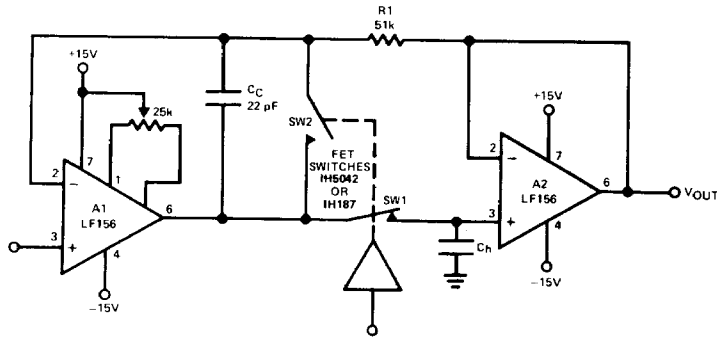 R1
51k
+15V
25k
2
7
1
A1
LF156
6
3
4
-15V
CC
22 pF
SW2
FET
SWITCHES
IH5042
OR
IH187
SW1
Ch
+15V
2
7
A2
LF156
6
3
4
-15V
VOUT